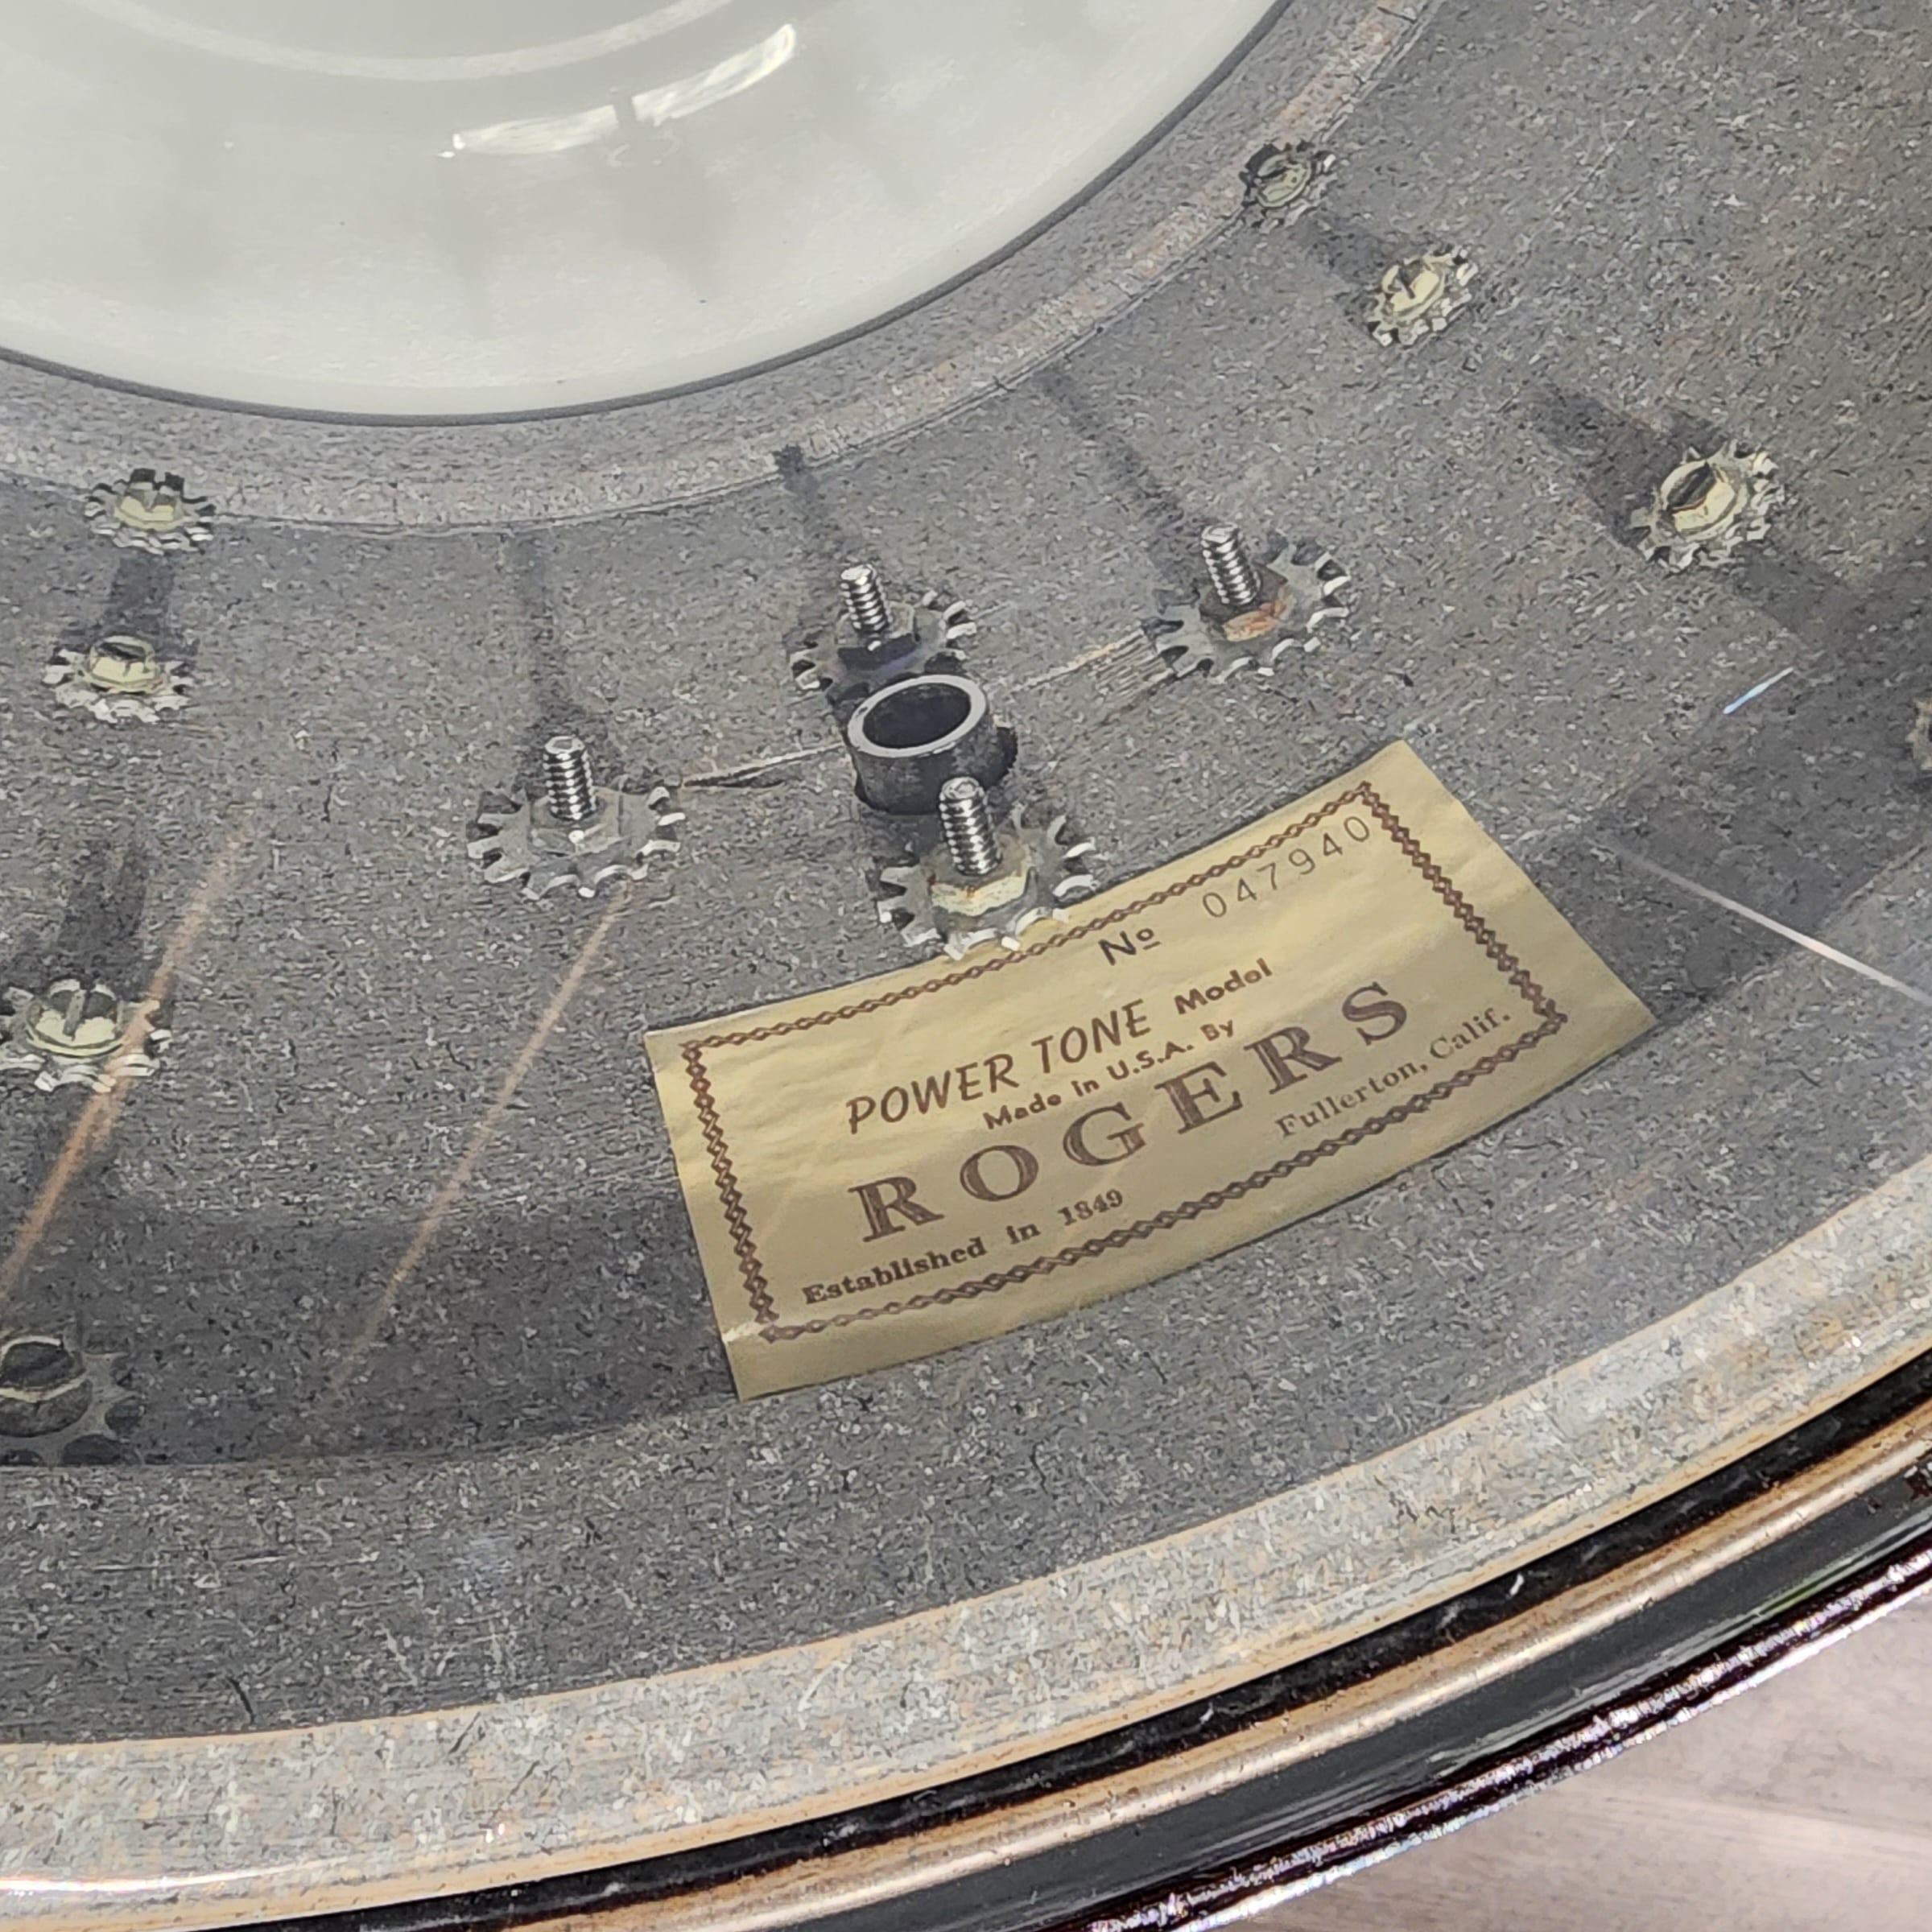 Nº 047940
POWER TONE Model
Made in U.S.A. By
ROGERS
Established in 1849 Fullerton, Calif.